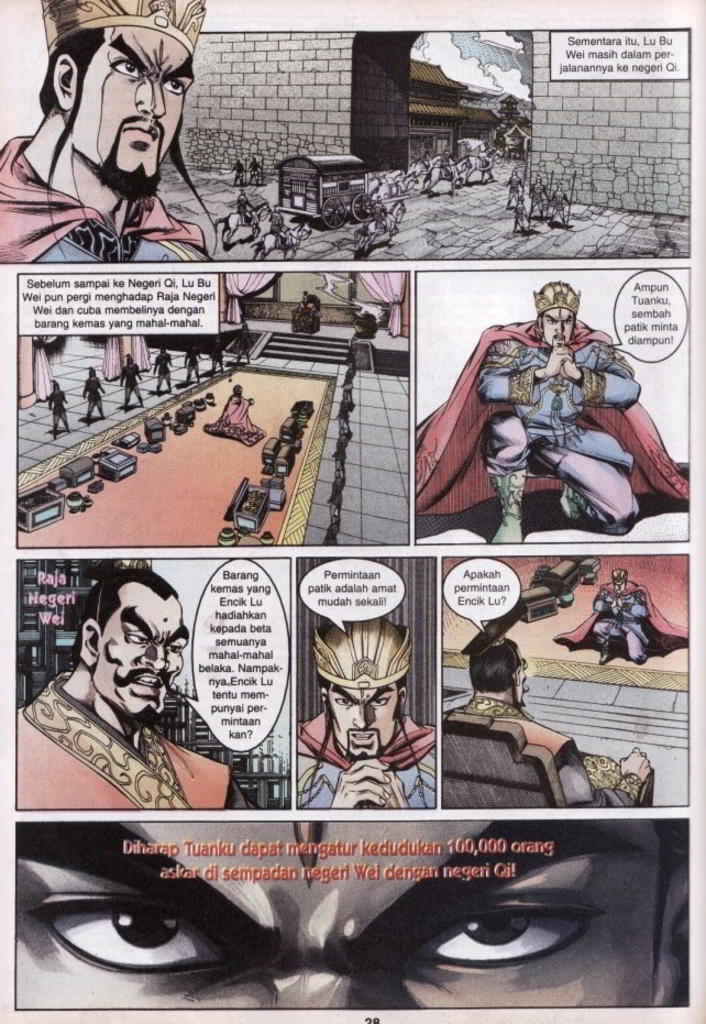 Sementara itu, Lu Bu
Wei masih dalam per-
jalanannya ke negeri Qi.
Sebelum sampai ke Negeri Qi, Lu Bu
Wei pun pergi menghadap Raja Negeri
Wei dan cuba membelinya dengan
barang kemas yang mahal-mahal.
Ampun
Tuanku,
sembah
patik minta
diampun!
Raja
Negeri
Wei
Barang
kemas yang
Encik Lu
hadiahkan
kepada beta
semuanya
mahal-mahal
belaka. Nampak-
nya Encik Lu
tentu mem-
punyai per-
mintaan
kan?
Permintaan
patik adalah amat
mudah sekali!
Apakah
permintaan
Encik Lu?
Diharap Tuanku dapat mengatur kedudukan 100,000 orang
askar di sempadan negeri Wei dengan negeri Qi!
28